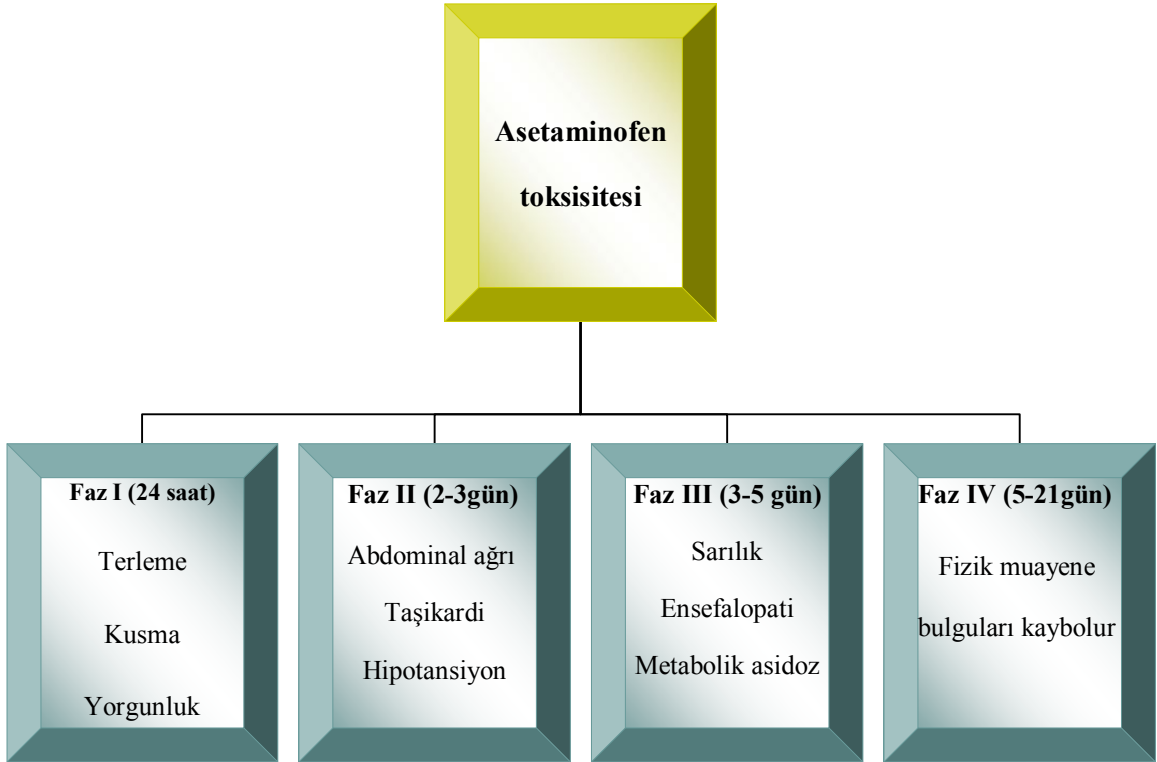 Asetaminofen
toksisitesi
Faz I (24 saat)
Terleme
Kusma
Yorgunluk
Faz II (2-3gün)
Abdominal ağrı
Taşikardi
Hipotansiyon
Faz III (3-5 gün)
Sarılık
Ensefalopati
Metabolik asidoz
Faz IV (5-21gün)
Fizik muayene
bulguları kaybolur